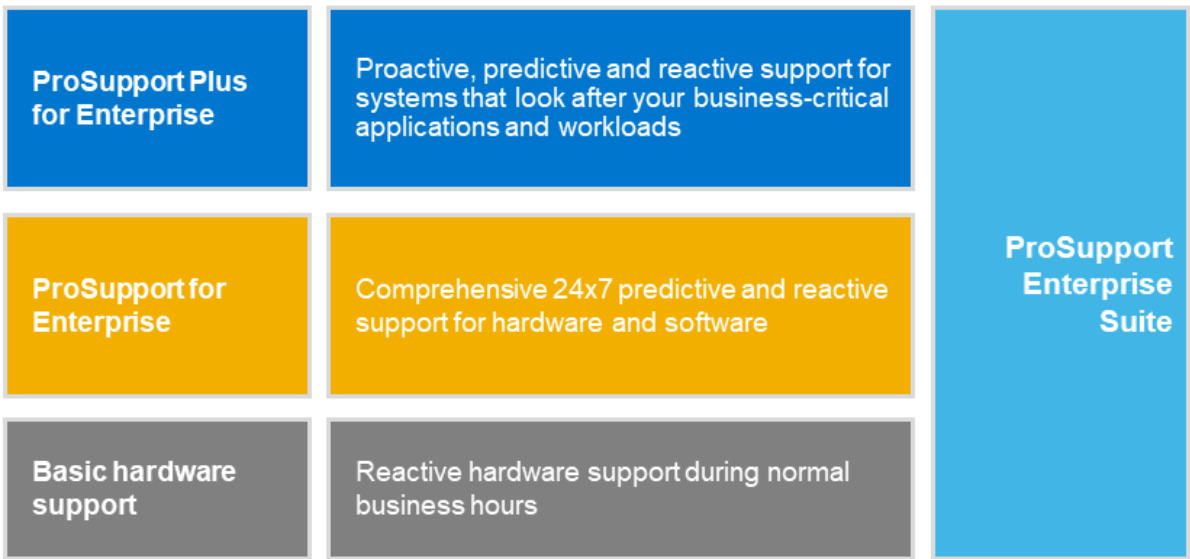 ProSupport Plus
for Enterprise
Proactive, predictive and reactive support for
systems that look after your business-critical
applications and workloads
ProSupport for
Enterprise
Comprehensive 24x7 predictive and reactive
support for hardware and software
Basic hardware
support
Reactive hardware support during normal
business hours
ProSupport
Enterprise
Suite